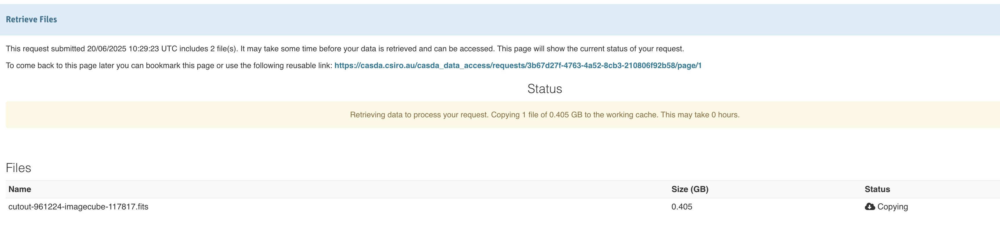 Retrieve Files
This request submitted 20/06/2025 10:29:23 UTC includes 2 file(s). It may take some time before your data is retrieved and can be accessed. This page will show the current status of your request.
To come back to this page later you can bookmark this page or use the following reusable link: https://casda.csiro.au/casda_data_access/requests/3b67d27f-4763-4a52-8cb3-210806f92b58/page/1
Status
Retrieving data to process your request. Copying 1 file of 0.405 GB to the working cache. This may take 0 hours.
Files
Name Size (GB) Status
cutout-961224-imagecube-117817.fits 0.405 Copying